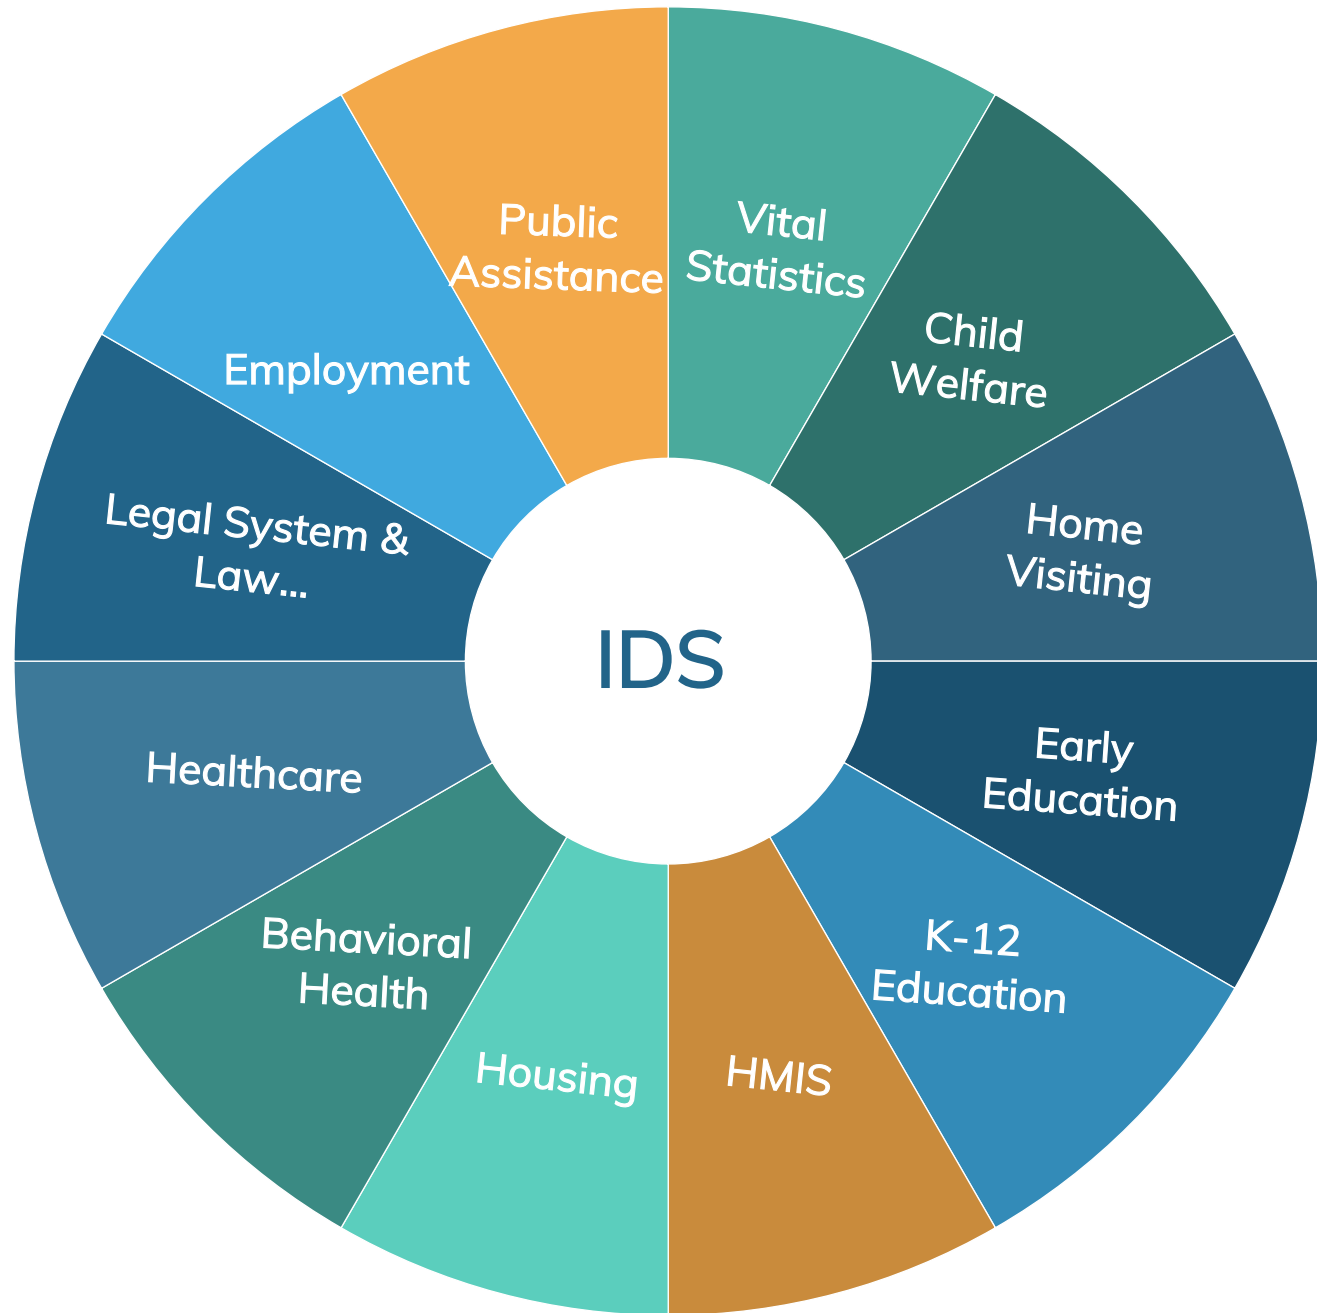 Public
Assistance
Vital
Statistics
Child
Welfare
Home
Visiting
Early
Education
K-12
Education
HMIS
Housing
Behavioral
Health
Healthcare
Legal System &
Law...
Employment
IDS